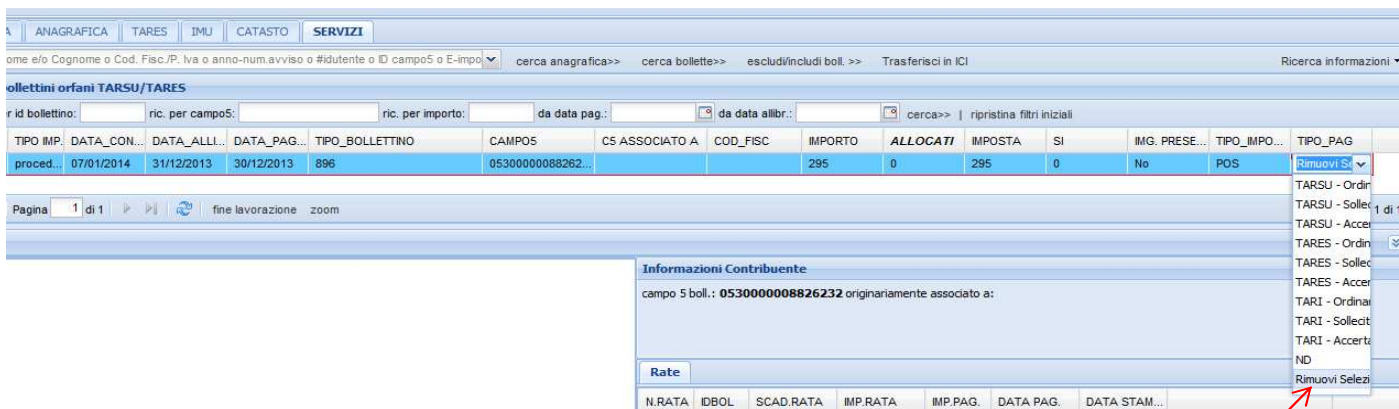 A ANAGRAFICA TARES IMU CATASTO SERVIZI
ome e/o Cognome o Cod. Fisc./P. Iva o anno-num.avviso o #idutente o ID campo5 o E-impo cerca anagrafica>> cerca bollette>> escludi/includi boll. >> Trasferisci in ICI Ricerca informazioni
bollettini orfani TARSU/TARES
r id bollettino: ric. per campo5: ric. per importo: da data pag.: da data allibr.: cerca>> | ripristina filtri iniziali
TIPO IMP. DATA_CON... DATA_ALLI... DATA_PAG... TIPO_BOLLETTINO CAMPO5 C5 ASSOCIATO A COD_FISC IMPORTO ALLOCATI IMPOSTA SI IMG. PRESE... TIPO_IMPO... TIPO_PAG
proced... 07/01/2014 31/12/2013 30/12/2013 896 05300000088262... 295 0 295 0 No POS Rimuovi Se
TARSU - Ordin
TARSU - Sollec
TARSU - Accer
TARES - Ordin
TARES - Sollec
TARES - Accer
TARI - Ordinar
TARI - Sollecit
TARI - Accerta
ND
Rimuovi Selezi
Pagina 1 di 1 fine lavorazione zoom 1 di 1
Informazioni Contribuente
campo 5 boll.: 0530000008826232 originariamente associato a:
Rate
N.RATA IDBOL SCAD.RATA IMP.RATA IMP.PAG. DATA PAG. DATA STAM...